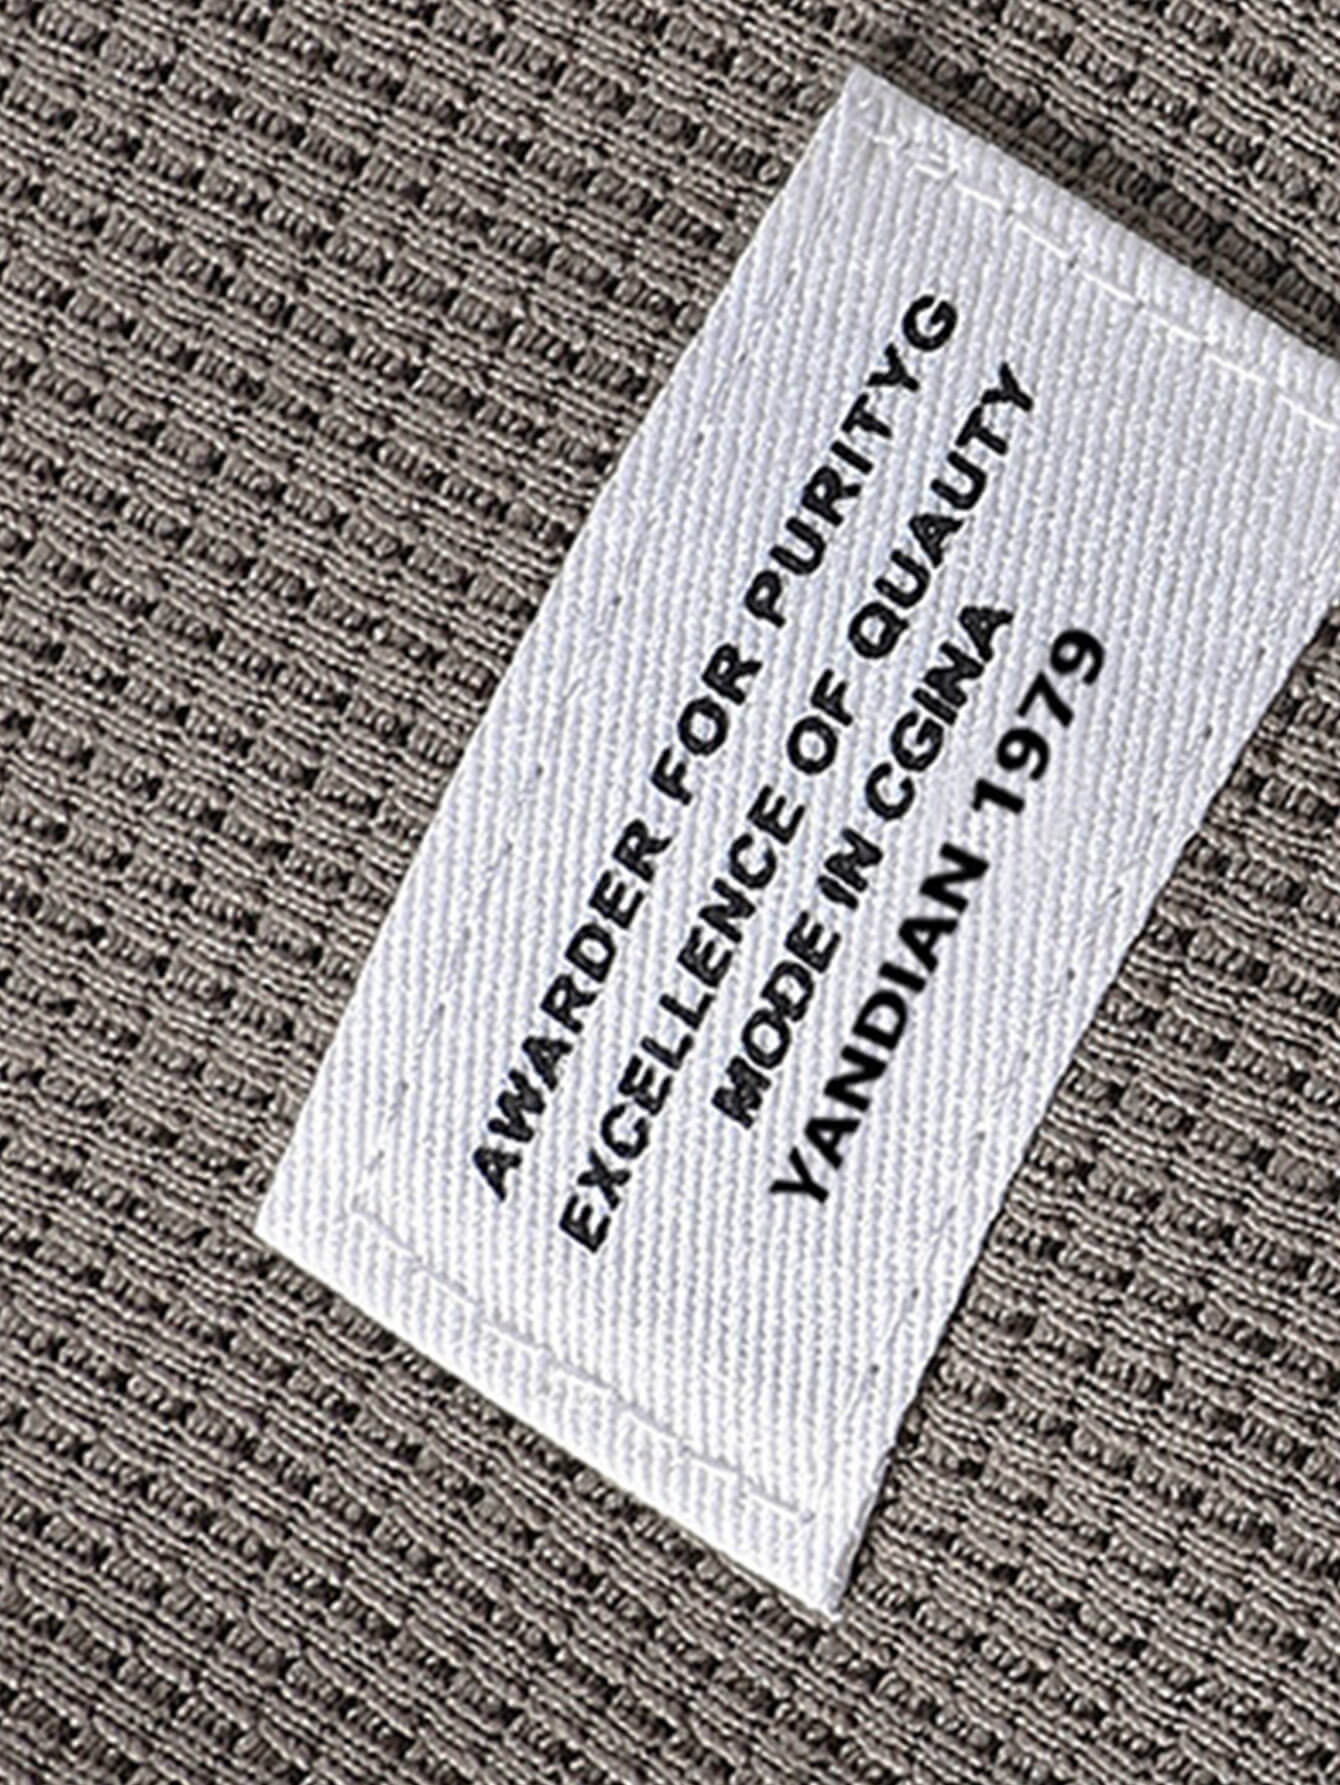 AWARDER FOR PURITYG
EXCELLENCE OF QUAUTY
MODE IN CGINA
YANDIAN 1979